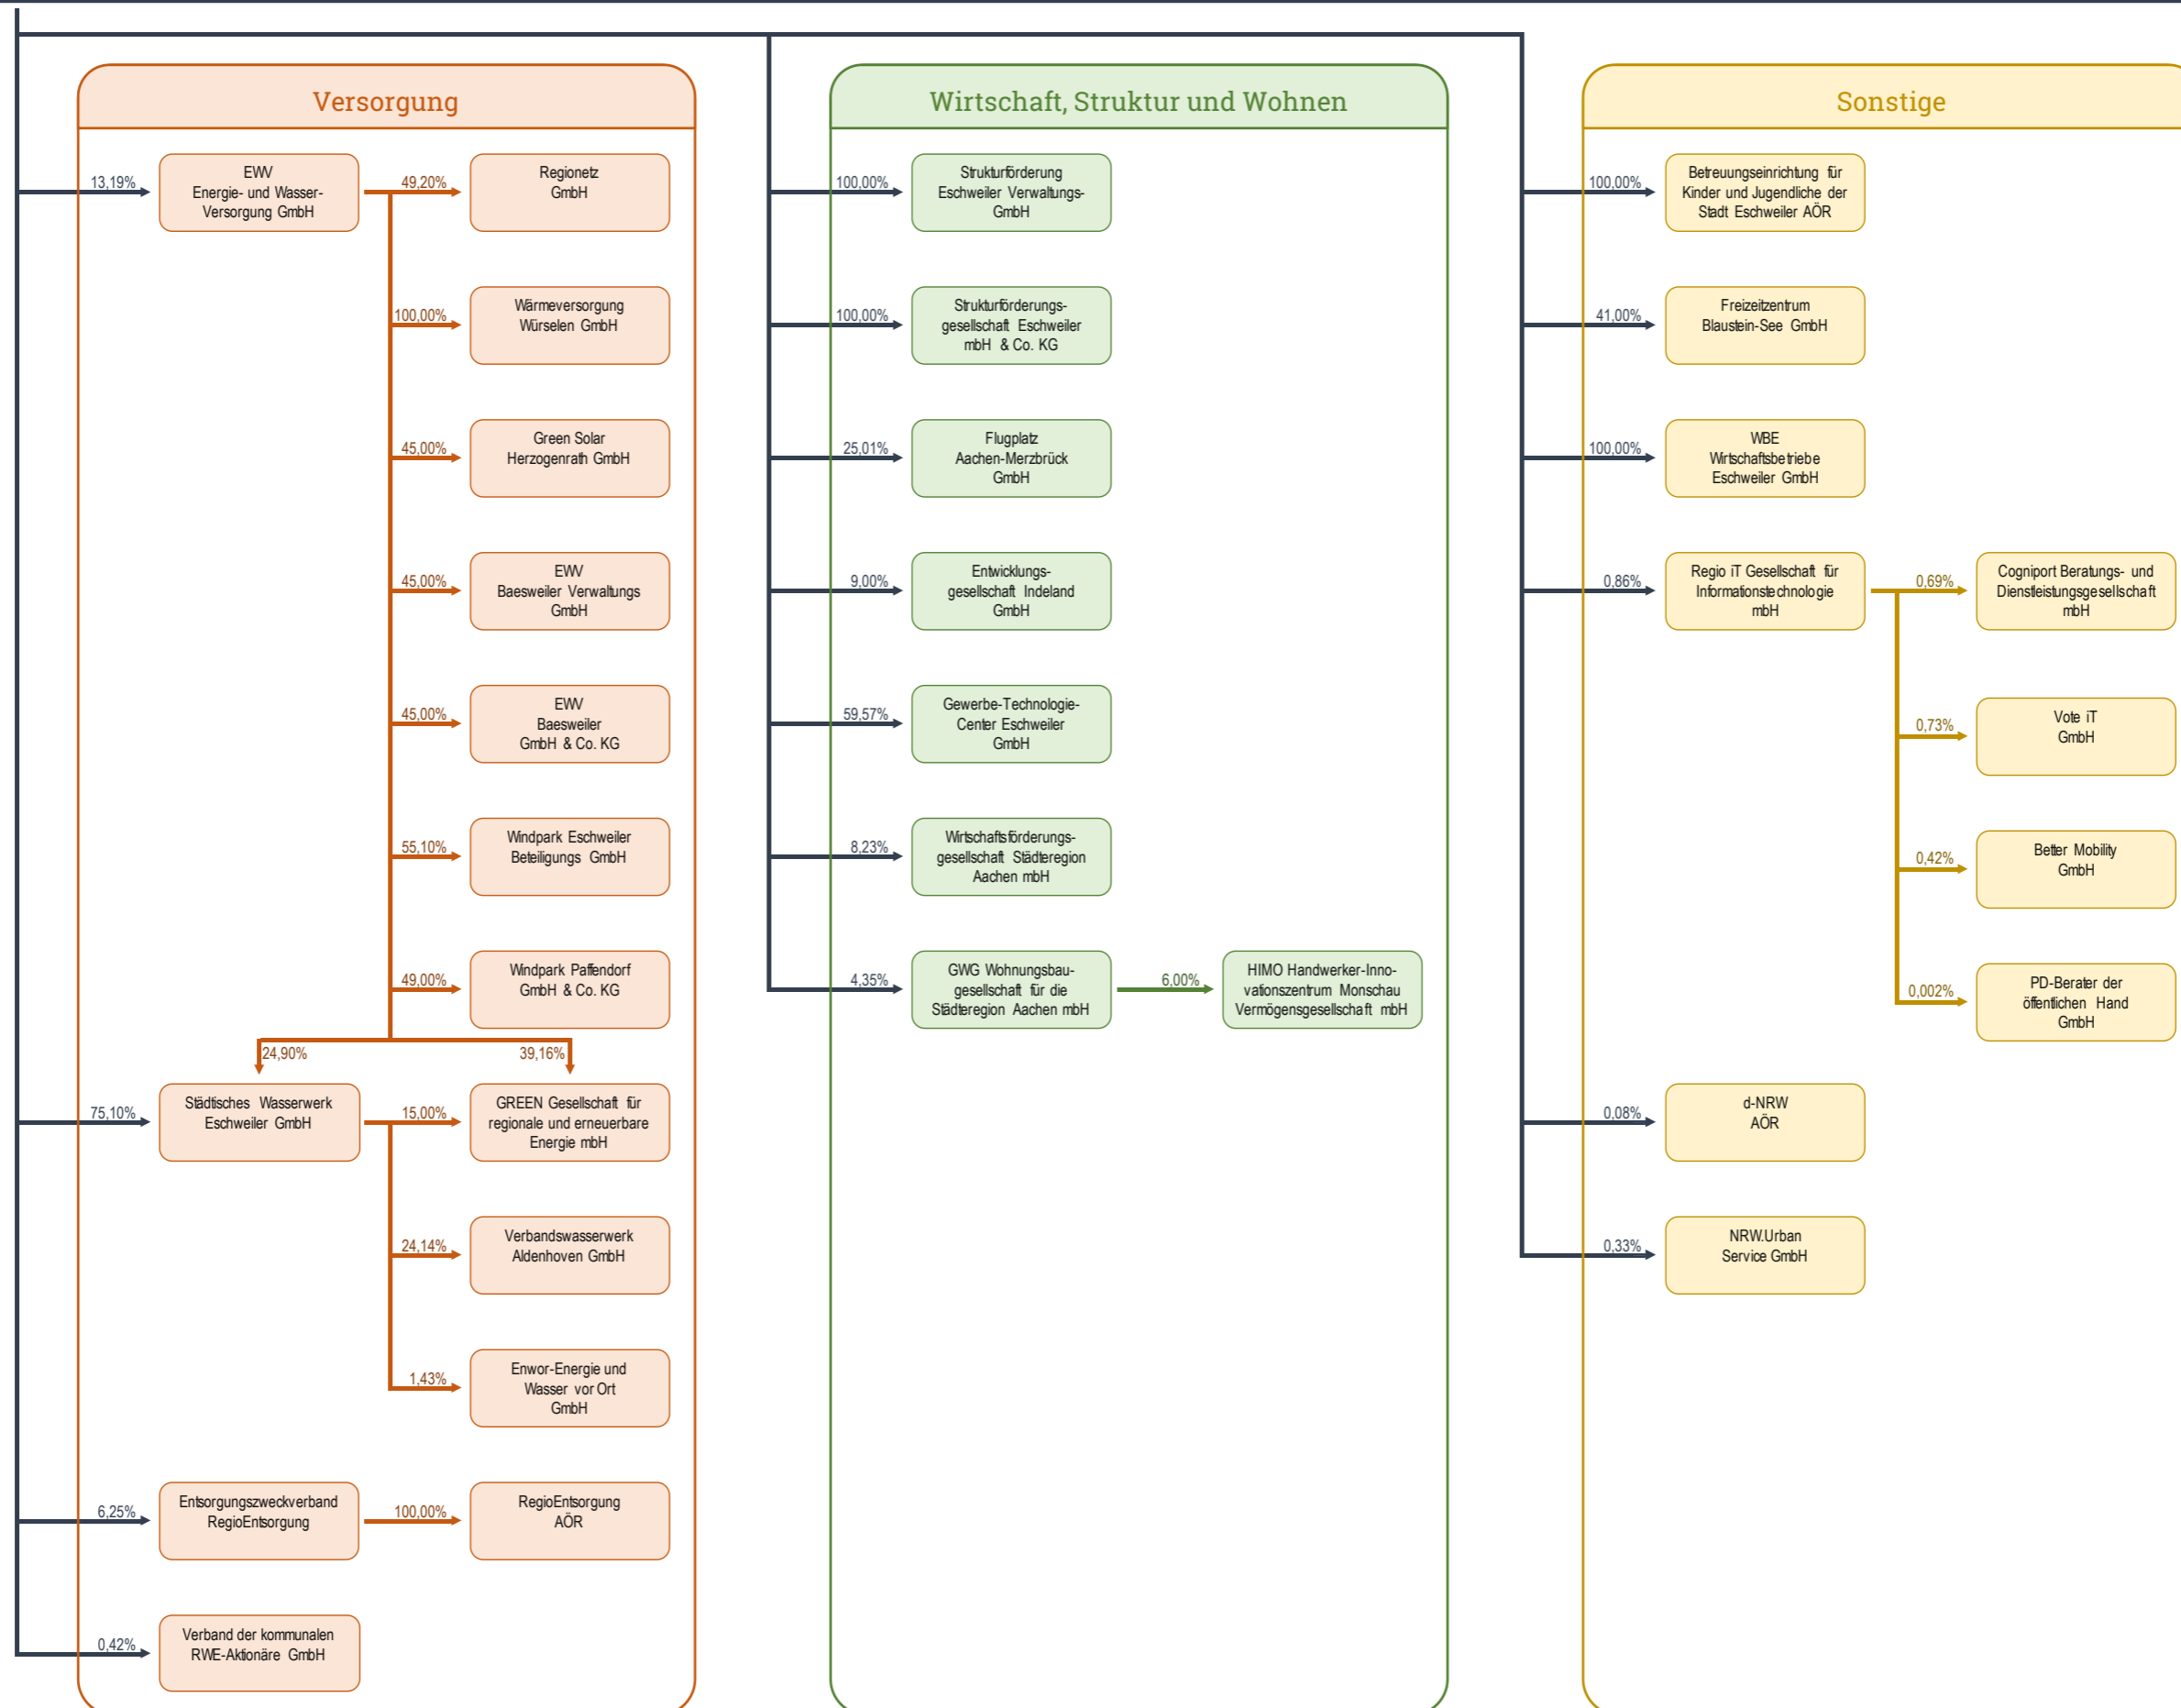 Versorgung
13,19%
EWV
Energie- und Wasser-
Versorgung GmbH
49,20%
Regionetz
GmbH
100,00%
Wärmeversorgung
Würselen GmbH
45,00%
Green Solar
Herzogenrath GmbH
45,00%
EWV
Baesweiler Verwaltungs
GmbH
45,00%
EWV
Baesweiler
GmbH & Co. KG
55,10%
Windpark Eschweiler
Beteiligungs GmbH
49,00%
Windpark Paffendorf
GmbH & Co. KG
24,90%
39,16%
75,10%
Städtisches Wasserwerk
Eschweiler GmbH
15,00%
GREEN Gesellschaft für
regionale und erneuerbare
Energie mbH
24,14%
Verbandswasserwerk
Aldenhoven GmbH
1,43%
Enwor-Energie und
Wasser vor Ort
GmbH
6,25%
Entsorgungszweckverband
RegioEntsorgung
100,00%
RegioEntsorgung
AÖR
0,42%
Verband der kommunalen
RWE-Aktionäre GmbH
Wirtschaft, Struktur und Wohnen
100,00%
Strukturförderung
Eschweiler Verwaltungs-
GmbH
100,00%
Strukturförderungs-
gesellschaft Eschweiler
mbH & Co. KG
25,01%
Flugplatz
Aachen-Merzbrück
GmbH
9,00%
Entwicklungs-
gesellschaft Indeland
GmbH
59,57%
Gewerbe-Technologie-
Center Eschweiler
GmbH
8,23%
Wirtschaftsförderungs-
gesellschaft Städteregion
Aachen mbH
4,35%
GWG Wohnungsbau-
gesellschaft für die
Städteregion Aachen mbH
6,00%
HIMO Handwerker-Inno-
vationszentrum Monschau
Vermögensgesellschaft mbH
Sonstige
100,00%
Betreuungseinrichtung für
Kinder und Jugendliche der
Stadt Eschweiler AÖR
41,00%
Freizeitzentrum
Blaustein-See GmbH
100,00%
WBE
Wirtschaftsbetriebe
Eschweiler GmbH
0,86%
Regio iT Gesellschaft für
Informationstechnologie
mbH
0,69%
Cogniport Beratungs- und
Dienstleistungsgesellschaft
mbH
0,73%
Vote iT
GmbH
0,42%
Better Mobility
GmbH
0,002%
PD-Berater der
öffentlichen Hand
GmbH
0,08%
d-NRW
AÖR
0,33%
NRW.Urban
Service GmbH